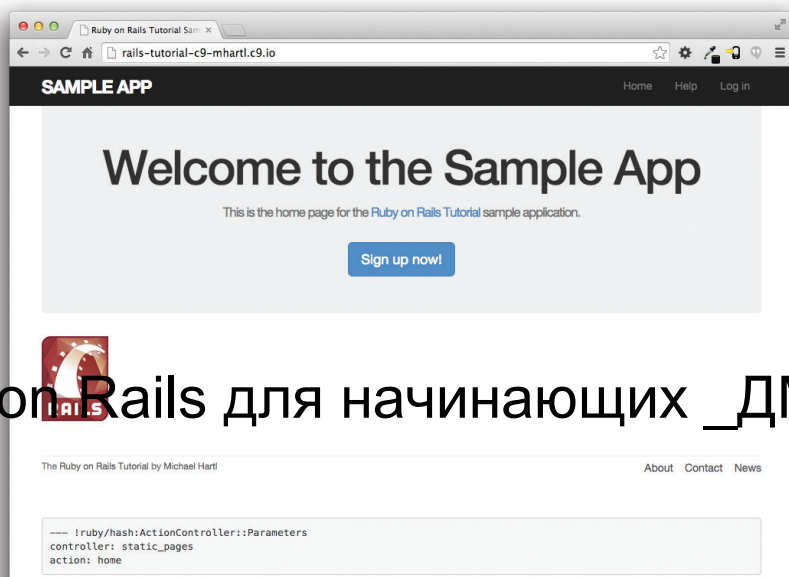 Ruby on Rails Tutorial Sam
rails-tutorial-c9-mhartl.c9.io
SAMPLE APP
Home Help Log in
Welcome to the Sample App
This is the home page for the Ruby on Rails Tutorial sample application.
Sign up now!
RAILS
on Rails для начинающих _ДМ
The Ruby on Rails Tutorial by Michael Hartl
About Contact News
--- !ruby/hash:ActionController::Parameters
controller: static_pages
action: home